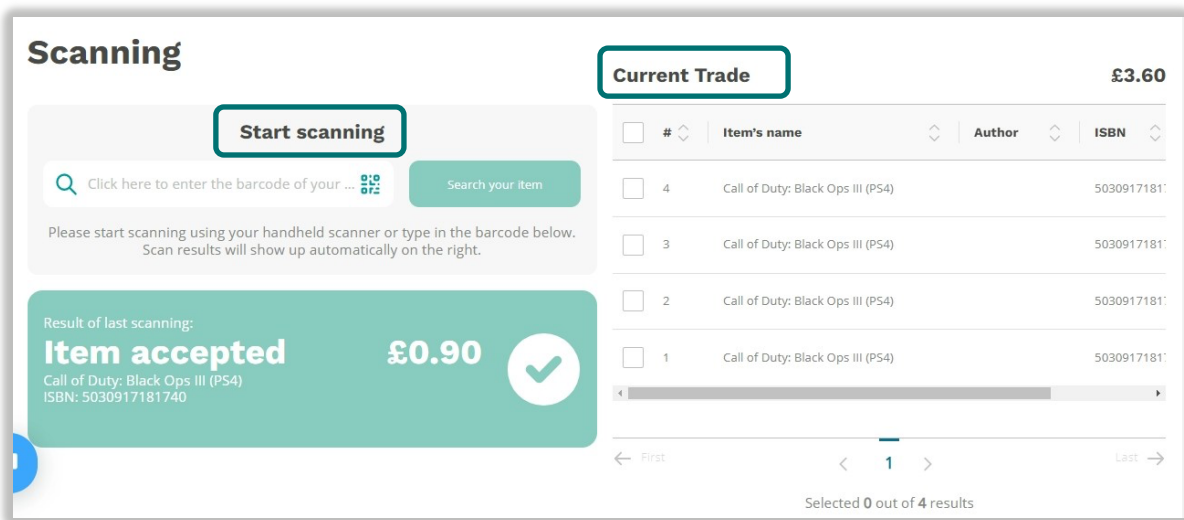 Scanning
Start scanning
Click here to enter the barcode of your ...
Search your item
Please start scanning using your handheld scanner or type in the barcode below.
Scan results will show up automatically on the right.
Result of last scanning:
Item accepted £0.90
Call of Duty: Black Ops III (PS4)
ISBN: 5030917181740
Current Trade £3.60
# Item's name Author ISBN
4 Call of Duty: Black Ops III (PS4) 5030917181
3 Call of Duty: Black Ops III (PS4) 5030917181
2 Call of Duty: Black Ops III (PS4) 5030917181
1 Call of Duty: Black Ops III (PS4) 5030917181
First 1 Last
Selected 0 out of 4 results